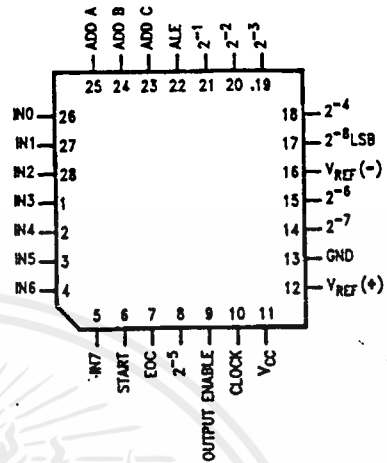 ADD A
ADD B
ADD C
ALE
2⁻¹
2⁻²
2⁻³
25 24 23 22 21 20 .19
IN0 26
IN1 27
IN2 28
IN3 1
IN4 2
IN5 3
IN6 4
18 2⁻⁴
17 2⁻⁸LSB
16 VREF(-)
15 2⁻⁶
14 2⁻⁷
13 GND
12 VREF(+)
5 6 7 8 9 10 11
IN7
START
EOC
2⁻⁵
OUTPUT ENABLE
CLOCK
VCC